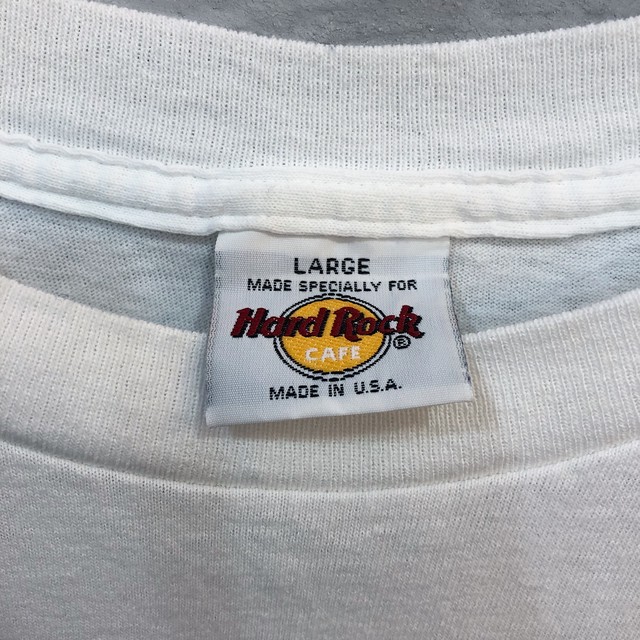 LARGE
MADE SPECIALLY FOR
Hard Rock
CAFE ®
MADE IN U.S.A.